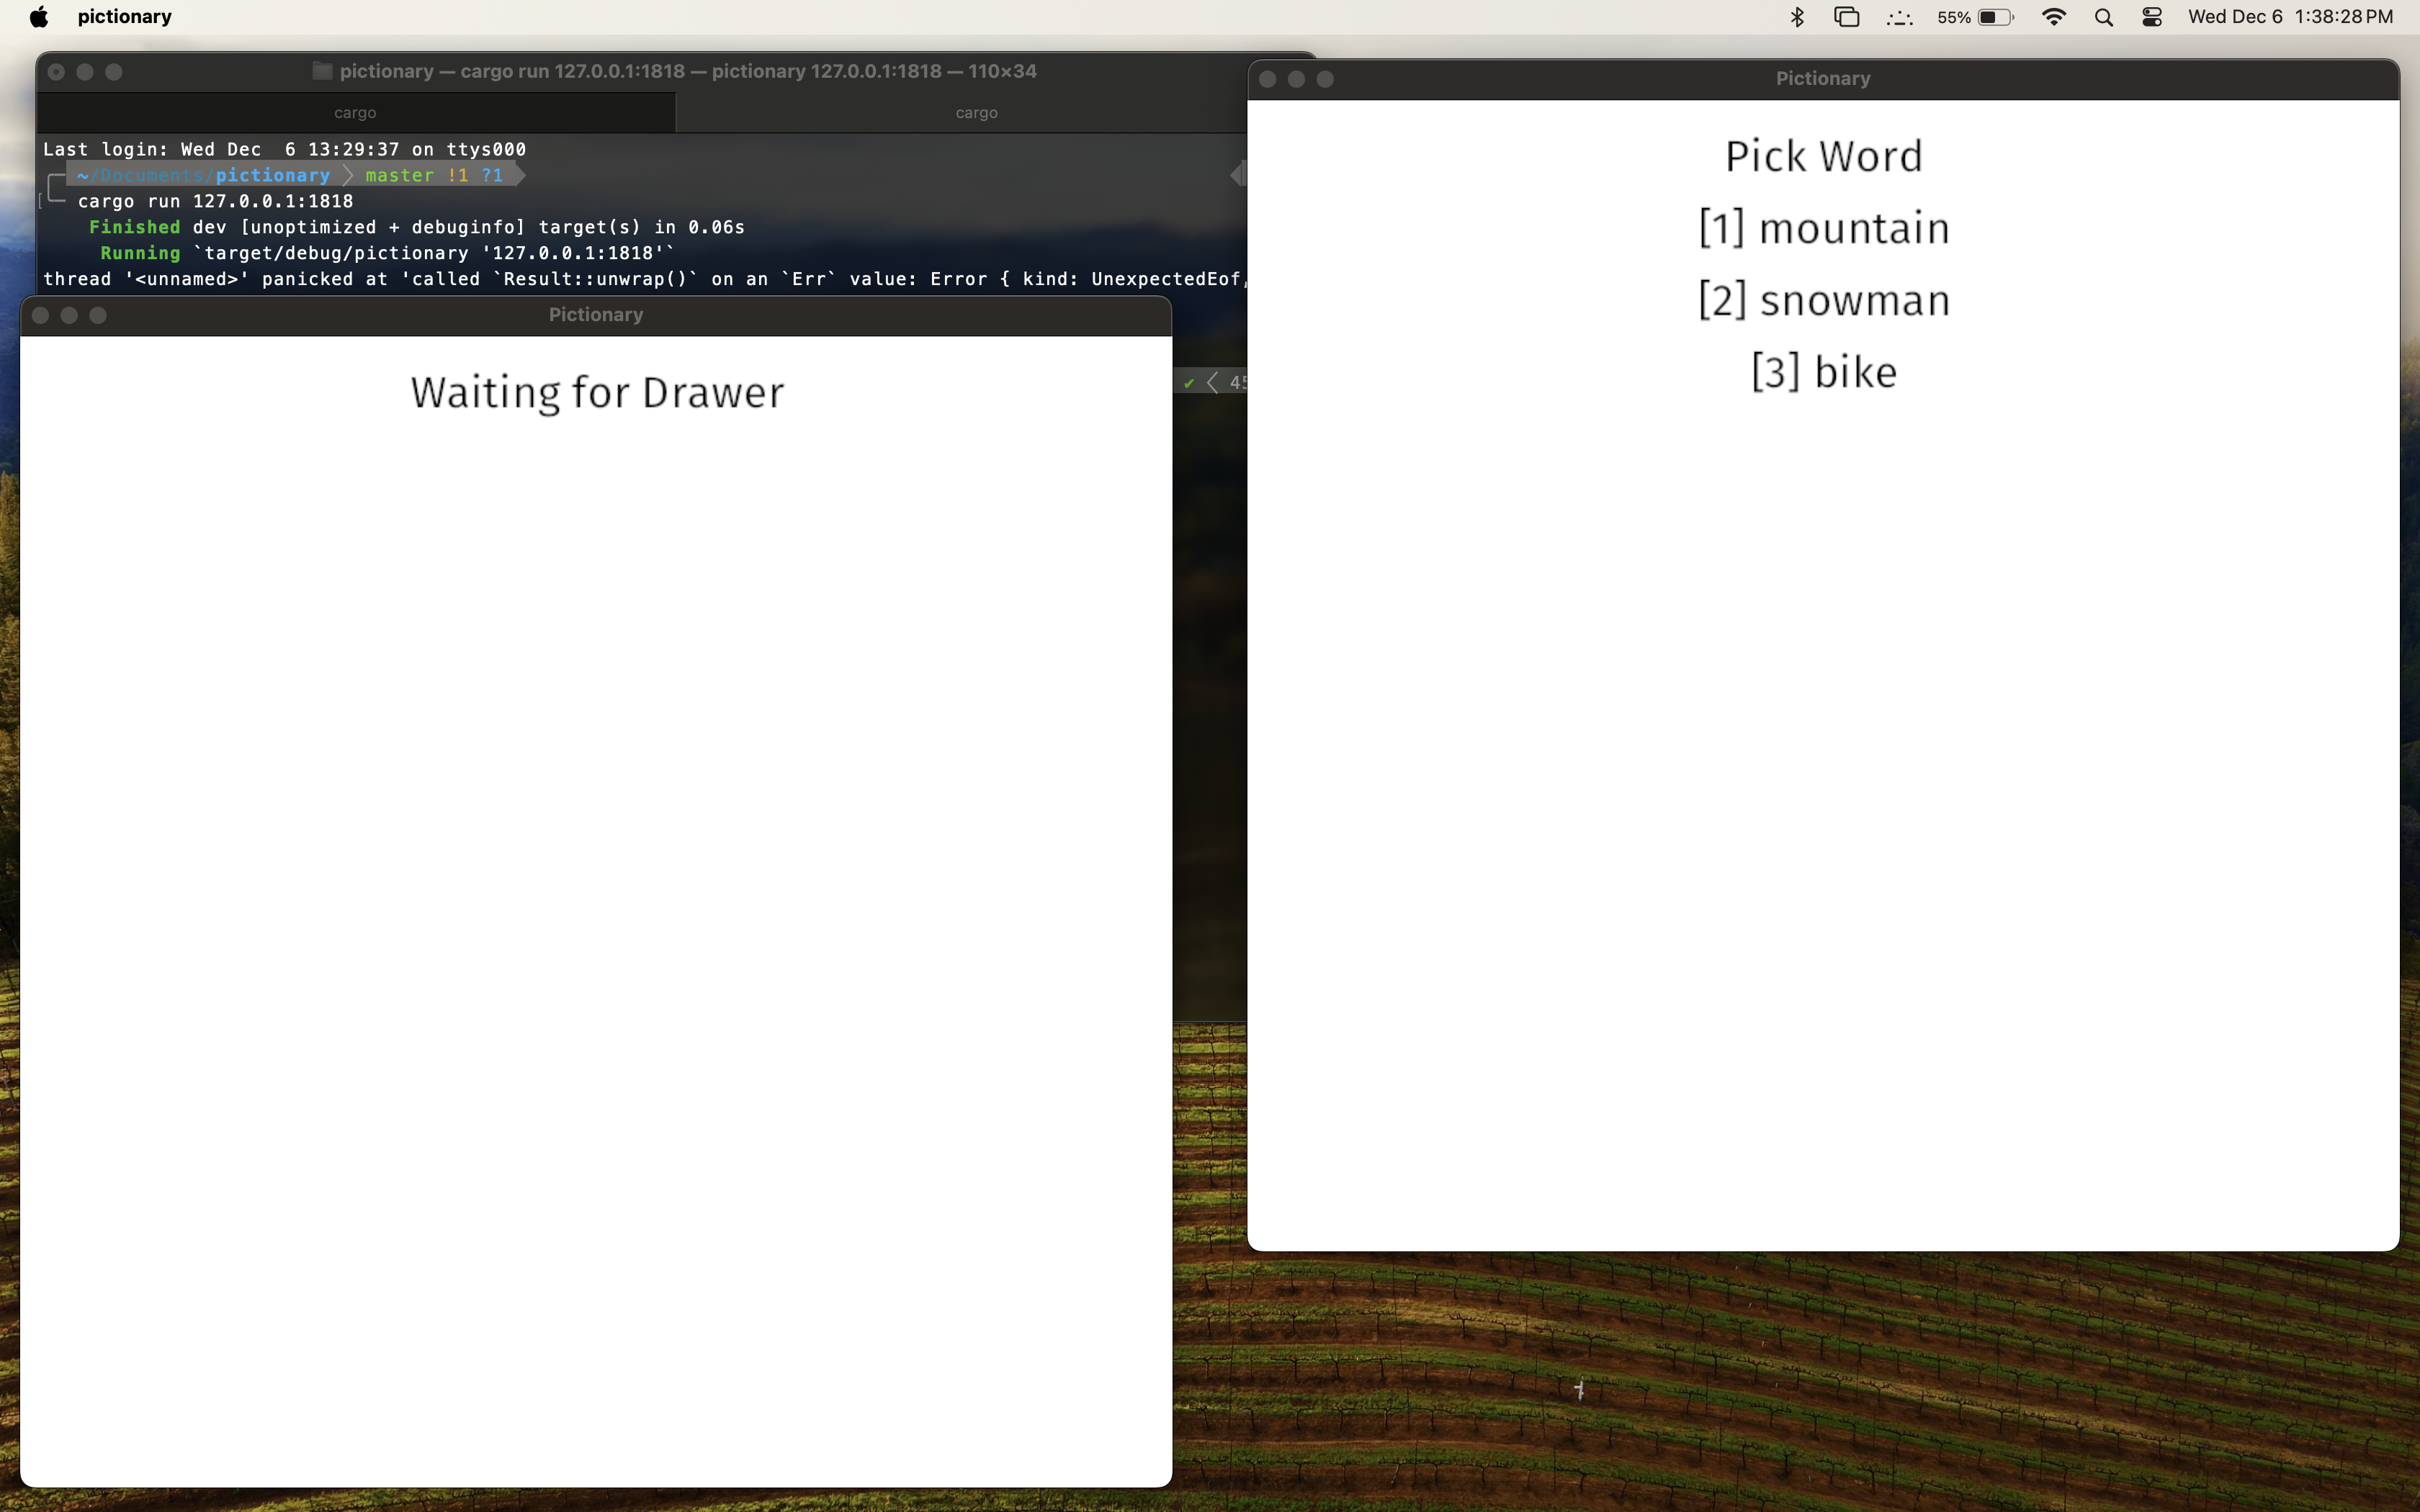 pictionary
55%
Wed Dec 6 1:38:28 PM
pictionary — cargo run 127.0.0.1:1818 — pictionary 127.0.0.1:1818 — 110×34
cargo
cargo
Last login: Wed Dec  6 13:29:37 on ttys000
~/Documents/pictionary master !1 ?1
cargo run 127.0.0.1:1818
Finished dev [unoptimized + debuginfo] target(s) in 0.06s
Running `target/debug/pictionary '127.0.0.1:1818'`
thread '<unnamed>' panicked at 'called `Result::unwrap()` on an `Err` value: Error { kind: UnexpectedEof,
✔ 45
Pictionary
Waiting for Drawer
Pictionary
Pick Word
[1] mountain
[2] snowman
[3] bike